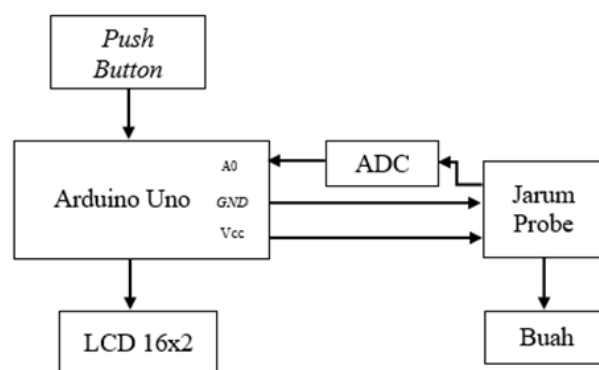 Push
Button
Arduino Uno
A0
GND
Vcc
ADC
Jarum
Probe
LCD 16x2
Buah